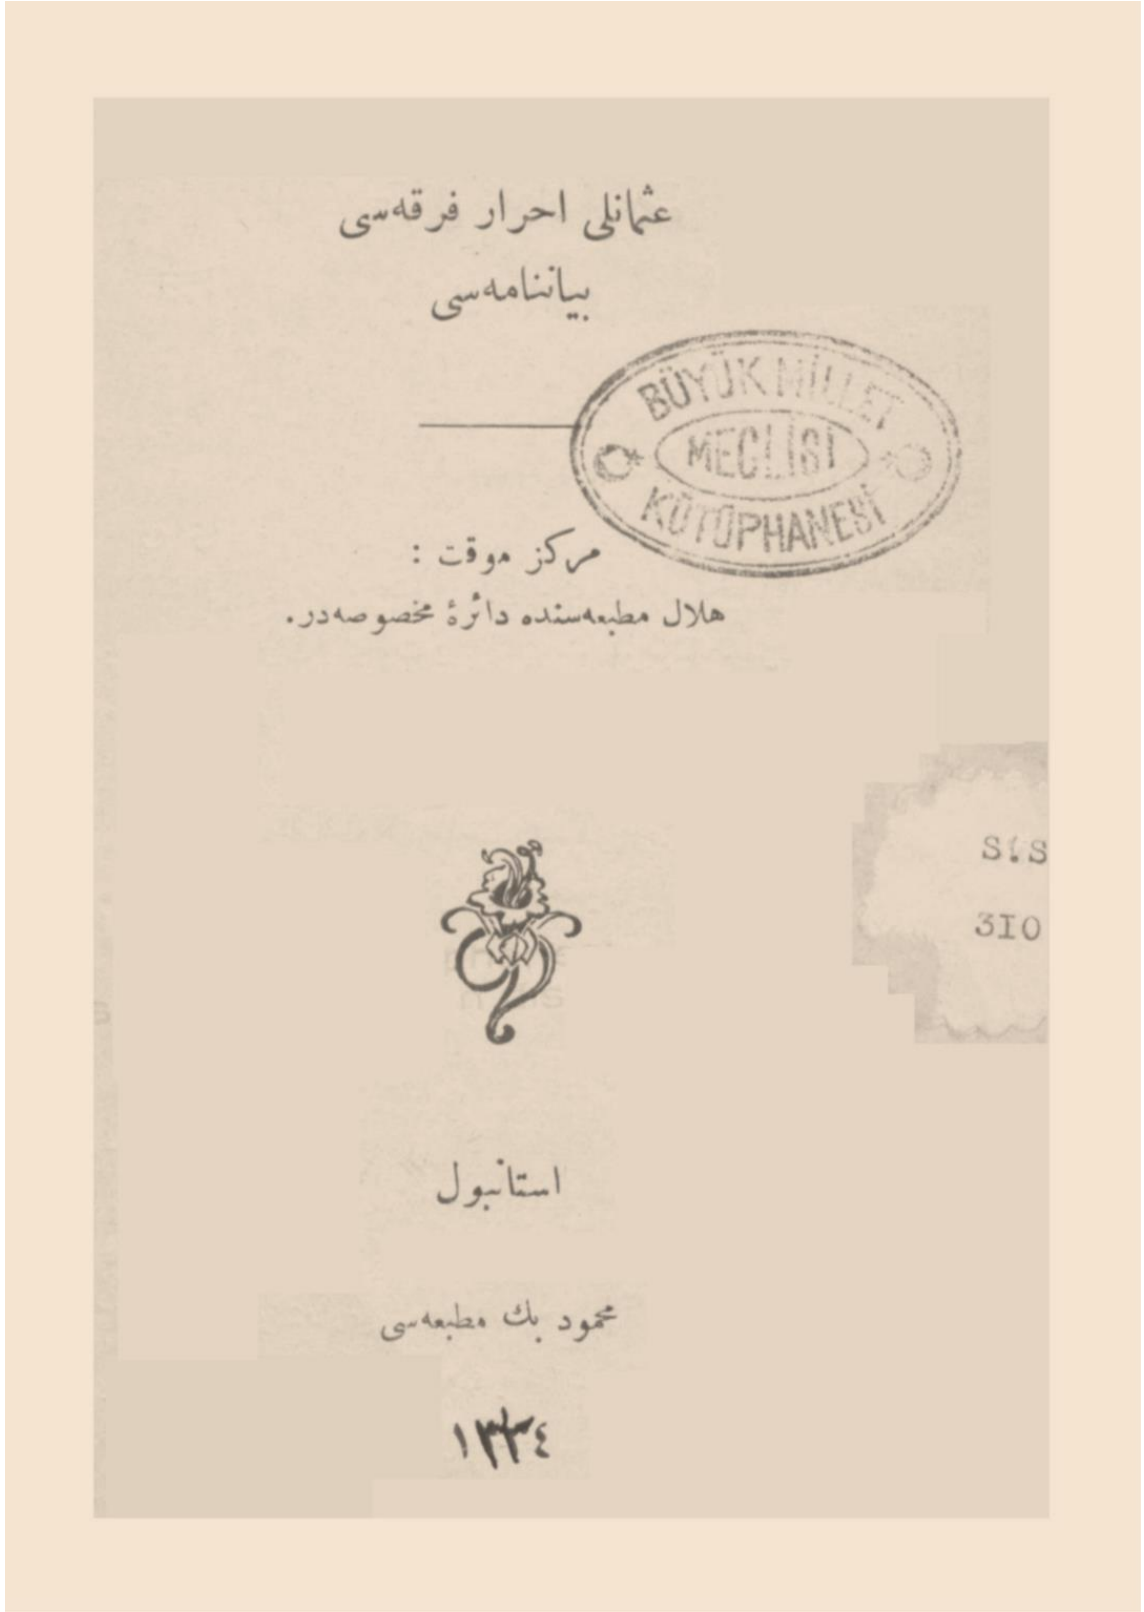 عثمانلی احرار فرقه‌سی
بیاننامه‌سی
BÜYÜK MİLLET
MECLİSİ
KÜTÜPHANESİ
مركز موقت :
هلال مطبعه‌سنده دائرۀ مخصوصه‌در.
S.S
310
استانبول
محمود بك مطبعه‌سی
١٣٣٤